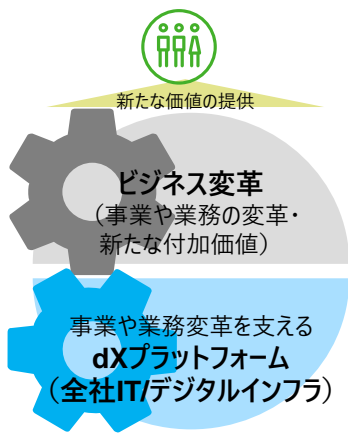 新たな価値の提供
ビジネス変革
（事業や業務の変革・
新たな付加価値）
事業や業務変革を支える
dXプラットフォーム
（全社IT/デジタルインフラ）